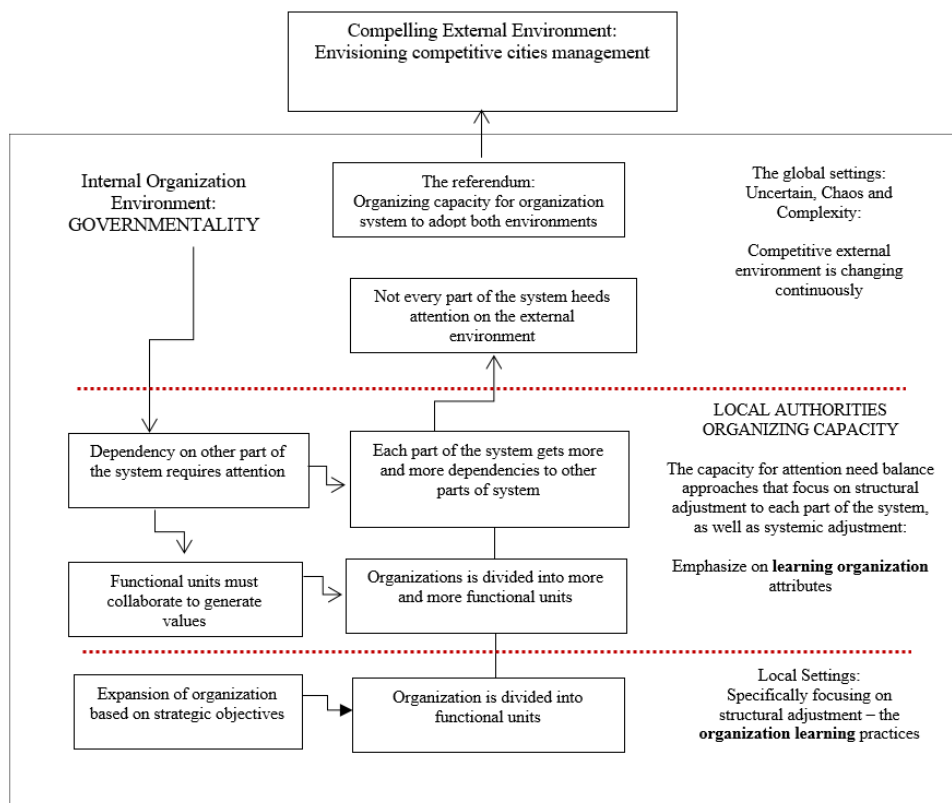 Compelling External Environment:
Envisioning competitive cities management
Internal Organization
Environment:
GOVERNMENTALITY
The referendum:
Organizing capacity for organization
system to adopt both environments
The global settings:
Uncertain, Chaos and
Complexity:
Competitive external
environment is changing
continuously
Not every part of the system heeds
attention on the external
environment
Dependency on other part of
the system requires attention
Each part of the system gets more
and more dependencies to other
parts of system
LOCAL AUTHORITIES
ORGANIZING CAPACITY
The capacity for attention need balance
approaches that focus on structural
adjustment to each part of the system,
as well as systemic adjustment:
Emphasize on learning organization
attributes
Functional units must
collaborate to generate
values
Organizations is divided into more
and more functional units
Expansion of organization
based on strategic objectives
Organization is divided into
functional units
Local Settings:
Specifically focusing on
structural adjustment – the
organization learning practices